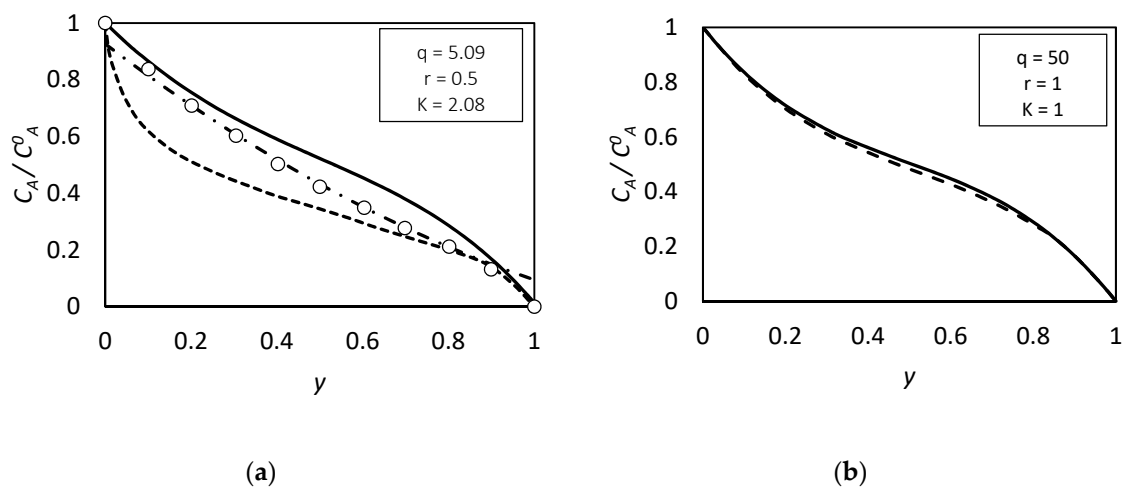 1
0.8
0.6
0.4
0.2
0
C_A / C^0_A
q = 5.09
r = 0.5
K = 2.08
0 0.2 0.4 0.6 0.8 1
y
(a)
1
0.8
0.6
0.4
0.2
0
C_A / C^0_A
q = 50
r = 1
K = 1
0 0.2 0.4 0.6 0.8 1
y
(b)